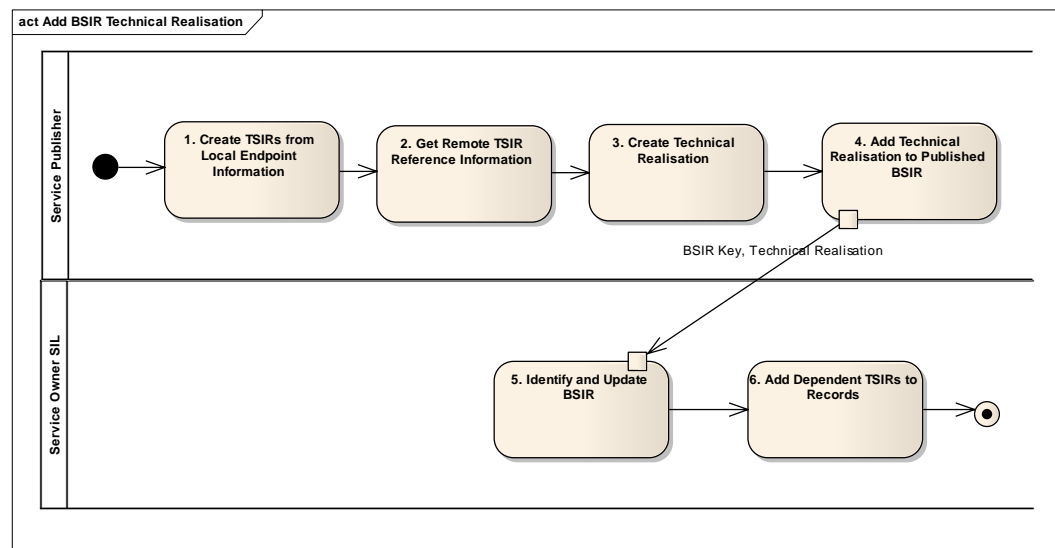 act Add BSIR Technical Realisation
Service Publisher
1. Create TSIRs from
Local Endpoint
Information
2. Get Remote TSIR
Reference Information
3. Create Technical
Realisation
4. Add Technical
Realisation to Published
BSIR
BSIR Key, Technical Realisation
Service Owner SIL
5. Identify and Update
BSIR
6. Add Dependent TSIRs to
Records